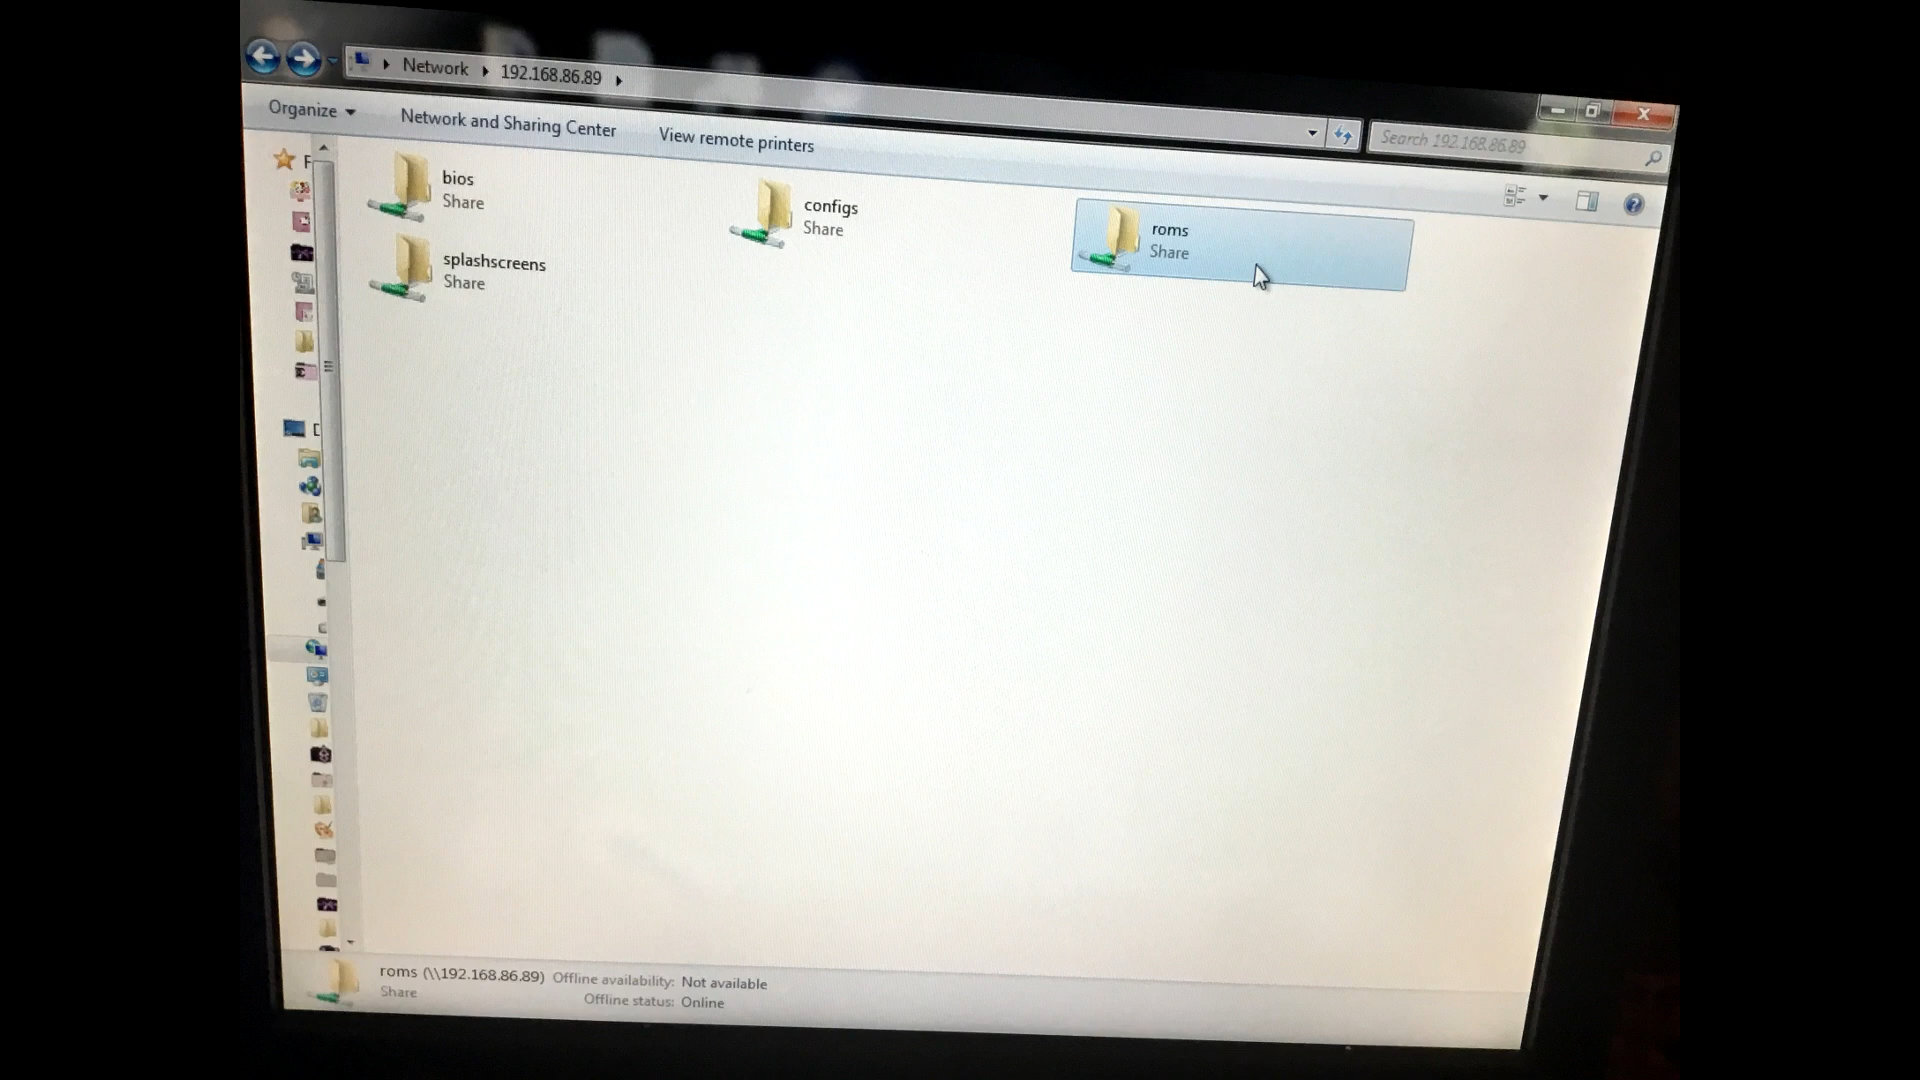 Network 192.168.86.89
Search 192.168.86.89
Organize Network and Sharing Center View remote printers
bios
Share
configs
Share
roms
Share
splashscreens
Share
F
roms (\\192.168.86.89) Offline availability: Not available
Share Offline status: Online